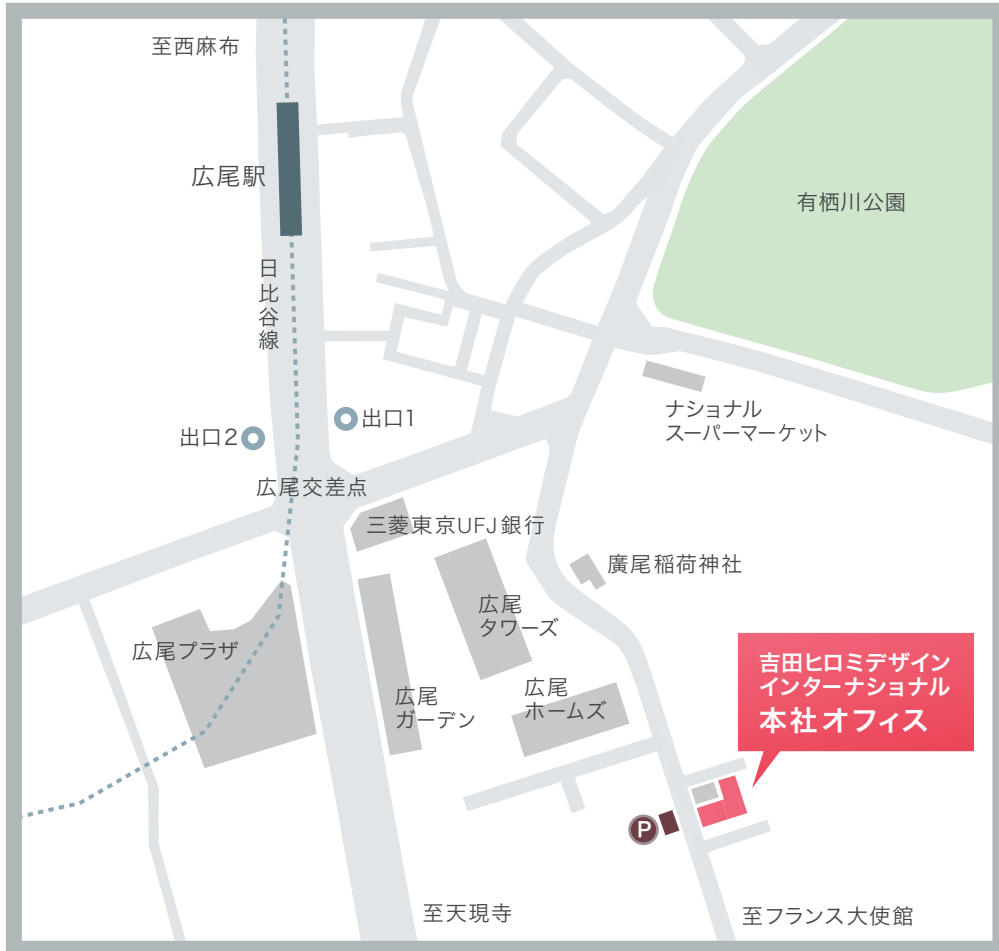 至西麻布
広尾駅
有栖川公園
日比谷線
ナショナル
スーパーマーケット
出口1
出口2
広尾交差点
三菱東京UFJ銀行
廣尾稲荷神社
広尾
タワーズ
広尾プラザ
吉田ヒロミデザイン
インターナショナル
本社オフィス
広尾
ガーデン
広尾
ホームズ
P
至天現寺
至フランス大使館